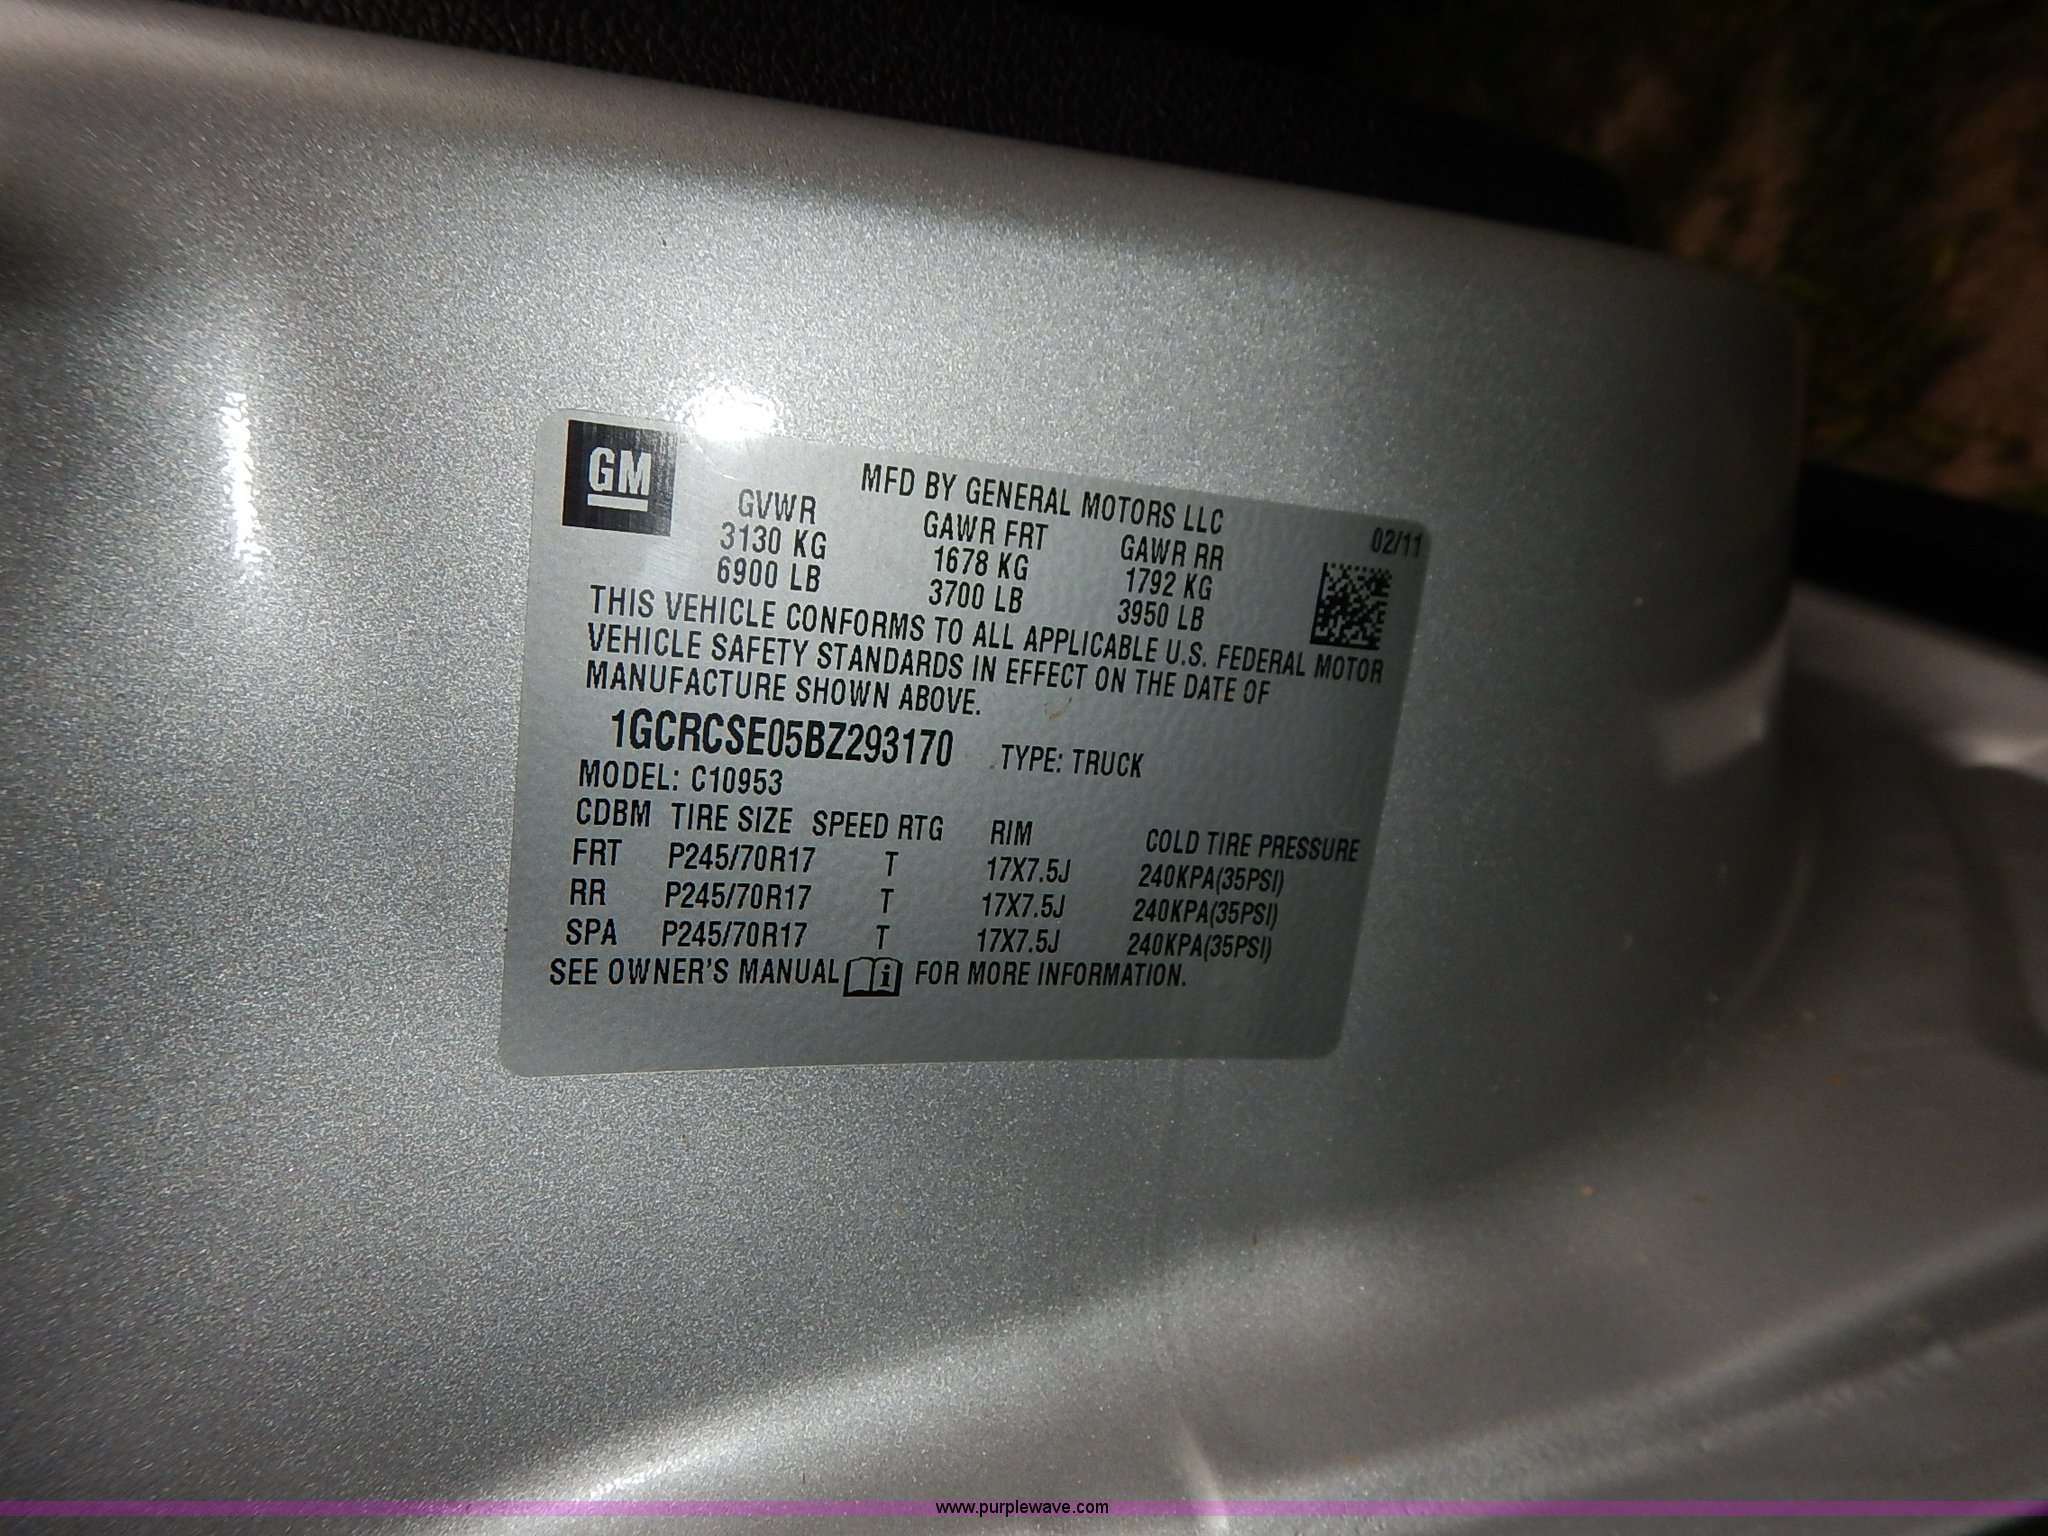 GM
MFD BY GENERAL MOTORS LLC
02/11
GVWR GAWR FRT GAWR RR
3130 KG 1678 KG 1792 KG
6900 LB 3700 LB 3950 LB
THIS VEHICLE CONFORMS TO ALL APPLICABLE U.S. FEDERAL MOTOR
VEHICLE SAFETY STANDARDS IN EFFECT ON THE DATE OF
MANUFACTURE SHOWN ABOVE.
1GCRCSE05BZ293170 TYPE: TRUCK
MODEL: C10953
CDBM TIRE SIZE SPEED RTG RIM COLD TIRE PRESSURE
FRT P245/70R17 T 17X7.5J 240KPA(35PSI)
RR P245/70R17 T 17X7.5J 240KPA(35PSI)
SPA P245/70R17 T 17X7.5J 240KPA(35PSI)
SEE OWNER'S MANUAL i FOR MORE INFORMATION.
www.purplewave.com